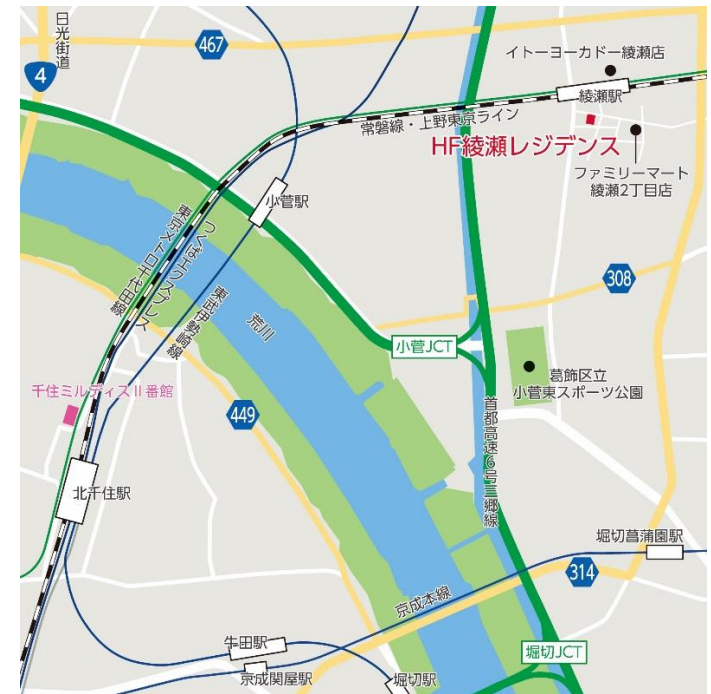 日光街道
467
4
イトーヨーカドー綾瀬店
綾瀬駅
常磐線・上野東京ライン
HF綾瀬レジデンス
ファミリーマート
綾瀬2丁目店
小菅駅
つくばエクスプレス
東京メトロ千代田線
東武伊勢崎線
荒川
308
小菅JCT
葛飾区立
小菅東スポーツ公園
千住ミルディスⅡ番館
449
首都高速6号三郷線
北千住駅
堀切菖蒲園駅
314
京成本線
牛田駅
京成関屋駅
堀切駅
堀切JCT